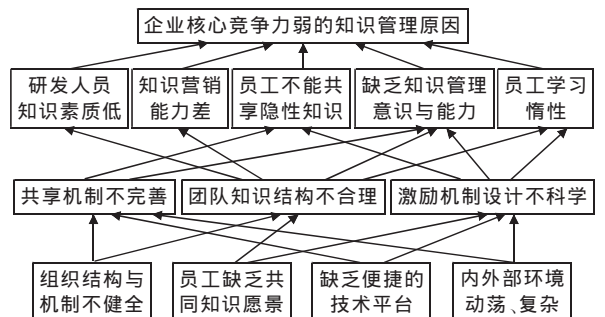 企业核心竞争力弱的知识管理原因
研发人员
知识素质低
知识营销
能力差
员工不能共
享隐性知识
缺乏知识管理
意识与能力
员工学习
惰性
共享机制不完善
团队知识结构不合理
激励机制设计不科学
组织结构与
机制不健全
员工缺乏共
同知识愿景
缺乏便捷的
技术平台
内外部环境
动荡、复杂